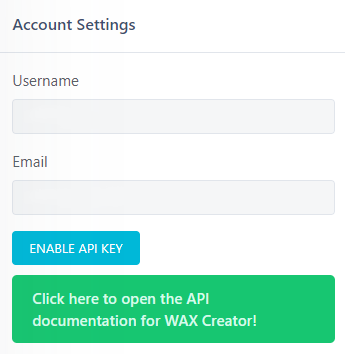 Account Settings
Username
Email
ENABLE API KEY
Click here to open the API
documentation for WAX Creator!